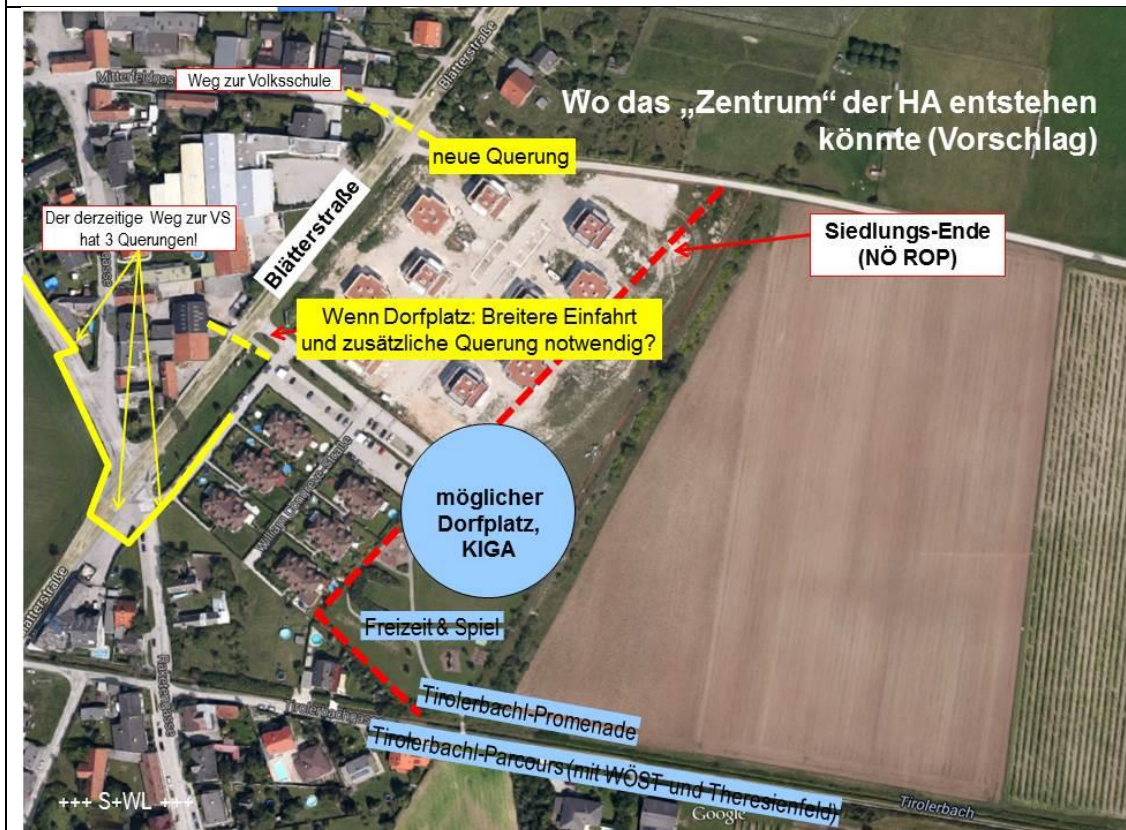 Mitterfeldgas
Weg zur Volksschule
Blätterstraße
Wo das „Zentrum“ der HA entstehen
könnte (Vorschlag)
neue Querung
Der derzeitige Weg zur VS
hat 3 Querungen!
Blätterstraße
Siedlungs-Ende
(NÖ ROP)
Wenn Dorfplatz: Breitere Einfahrt
und zusätzliche Querung notwendig?
möglicher
Dorfplatz,
KIGA
Freizeit & Spiel
Tirolerbachl-Promenade
Tirolerbachgas
Tirolerbachl-Parcours (mit WÖST und Theresienfeld)
Tirolerbach
+++ S+WL +++
Google